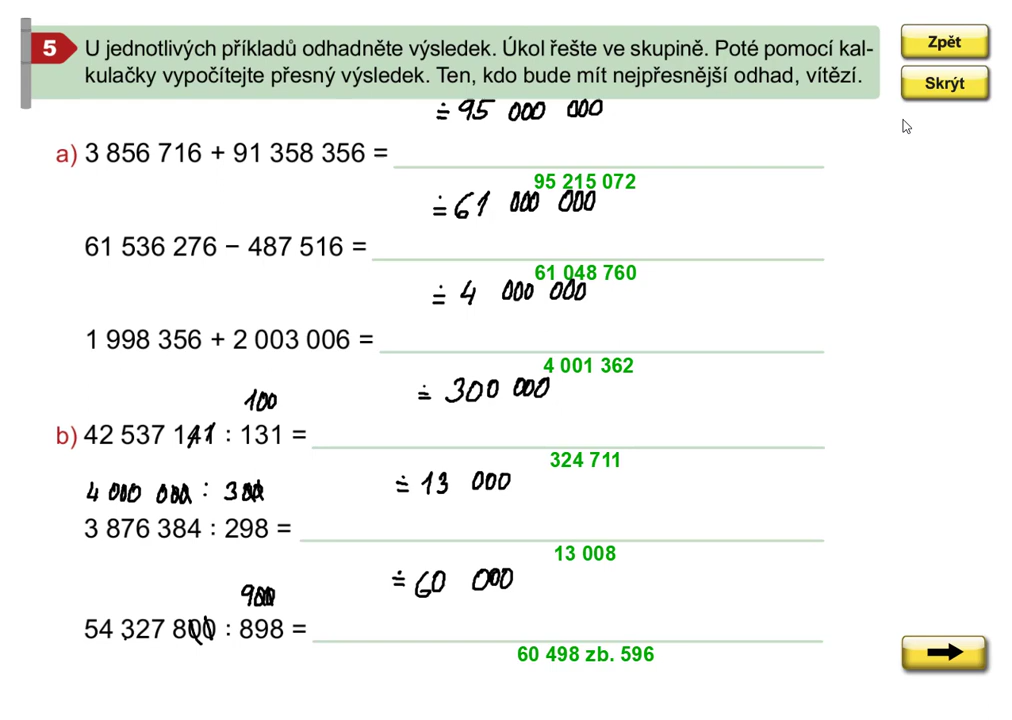 5 U jednotlivých příkladů odhadněte výsledek. Úkol řešte ve skupině. Poté pomocí kal-
kulačky vypočítejte přesný výsledek. Ten, kdo bude mít nejpřesnější odhad, vítězí.
Zpět
Skrýt
≐ 95 000 000
a) 3 856 716 + 91 358 356 =
95 215 072
≐ 61 000 000
61 536 276 − 487 516 =
61 048 760
≐ 4 000 000
1 998 356 + 2 003 006 =
4 001 362
≐ 300 000
100
b) 42 537 141 : 131 =
324 711
≐ 13 000
4 000 000 : 300
3 876 384 : 298 =
13 008
≐ 60 000
900
54 327 800 : 898 =
60 498 zb. 596